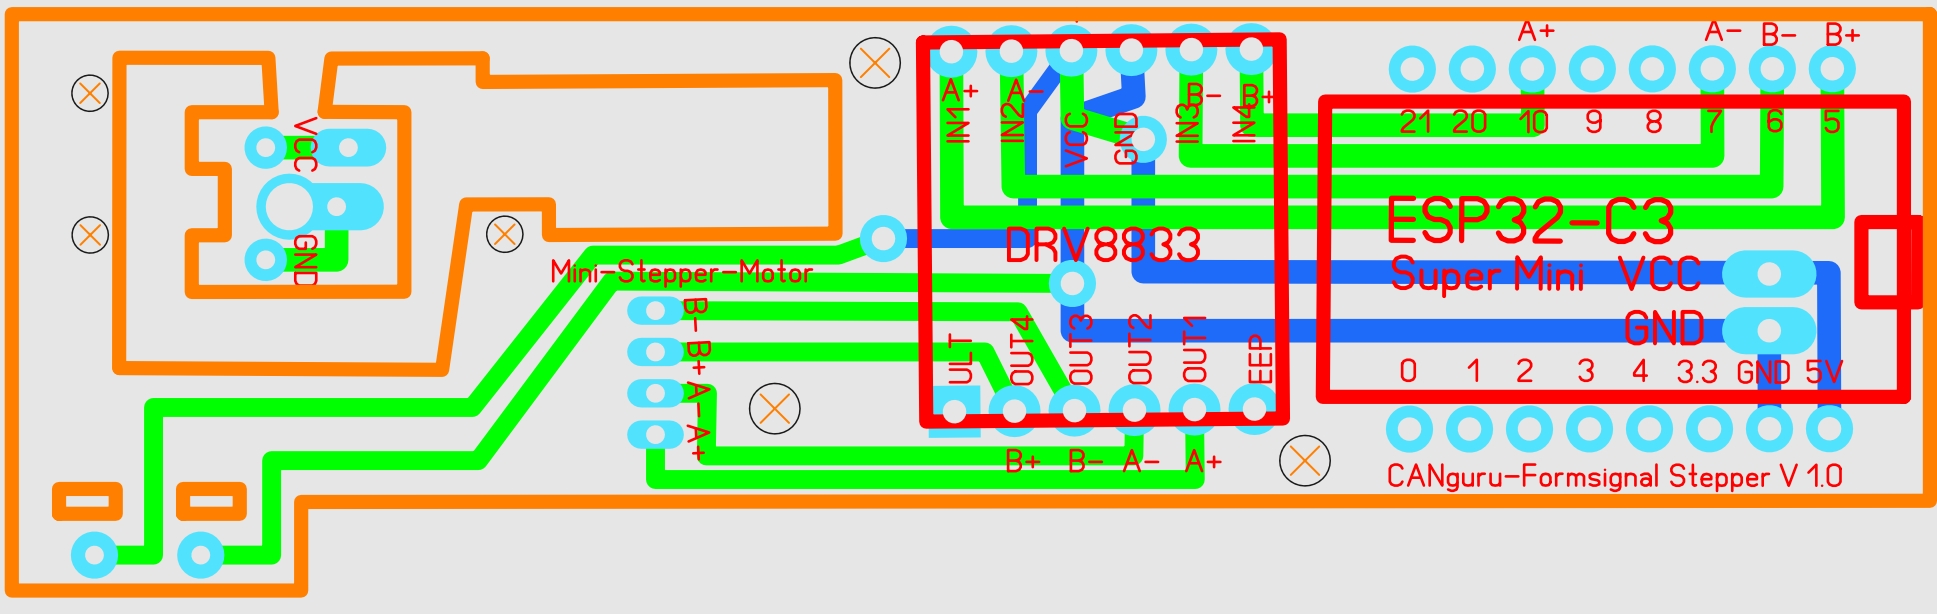 A+ A- B- B+
A+ A- B- B+
IN1 IN2 VCC GND IN3 IN4
21 20 10 9 8 7 6 5
VCC
GND
ESP32-C3
DRV8833
Super Mini VCC
Mini-Stepper-Motor
B- B+ A- A+
GND
ULT OUT4 OUT3 OUT2 OUT1 EEP
0 1 2 3 4 3.3 GND 5V
B+ B- A- A+
CANguru-Formsignal Stepper V 1.0